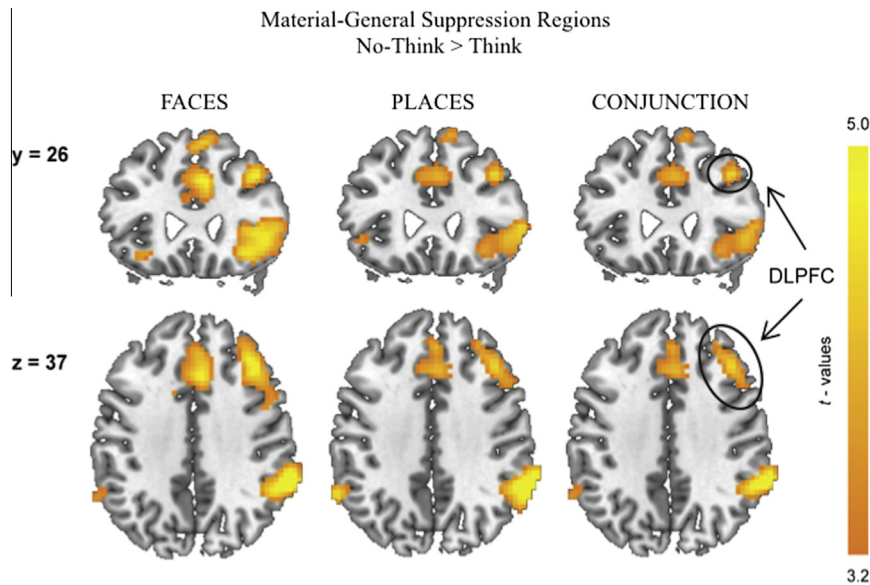 Material-General Suppression Regions
No-Think > Think
FACES
PLACES
CONJUNCTION
5.0
y = 26
DLPFC
z = 37
t - values
3.2